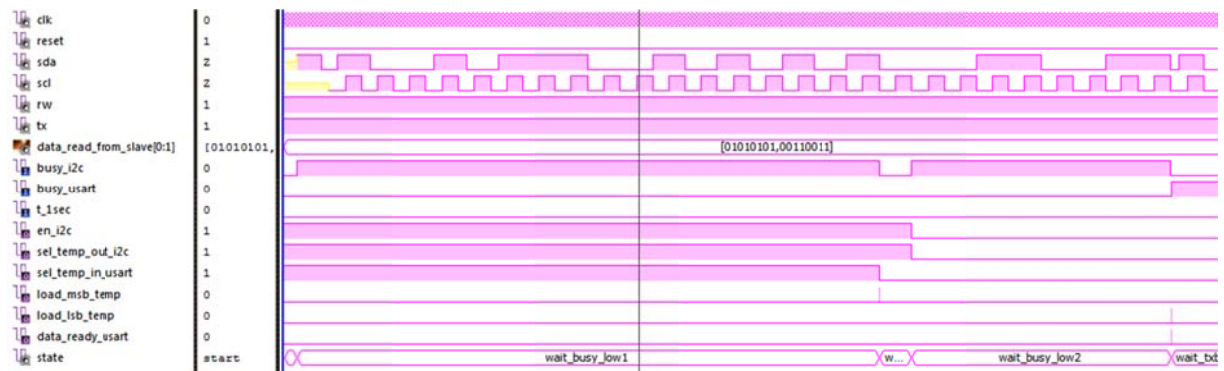 clk 0
reset 1
sda Z
scl Z
rw 1
tx 1
data_read_from_slave[0:1] [01010101, [01010101,00110011]
busy_i2c 0
busy_usart 0
t_1sec 0
en_i2c 1
sel_temp_out_i2c 1
sel_temp_in_usart 1
load_msb_temp 0
load_lsb_temp 0
data_ready_usart 0
state start wait_busy_low1 w... wait_busy_low2 wait_txb